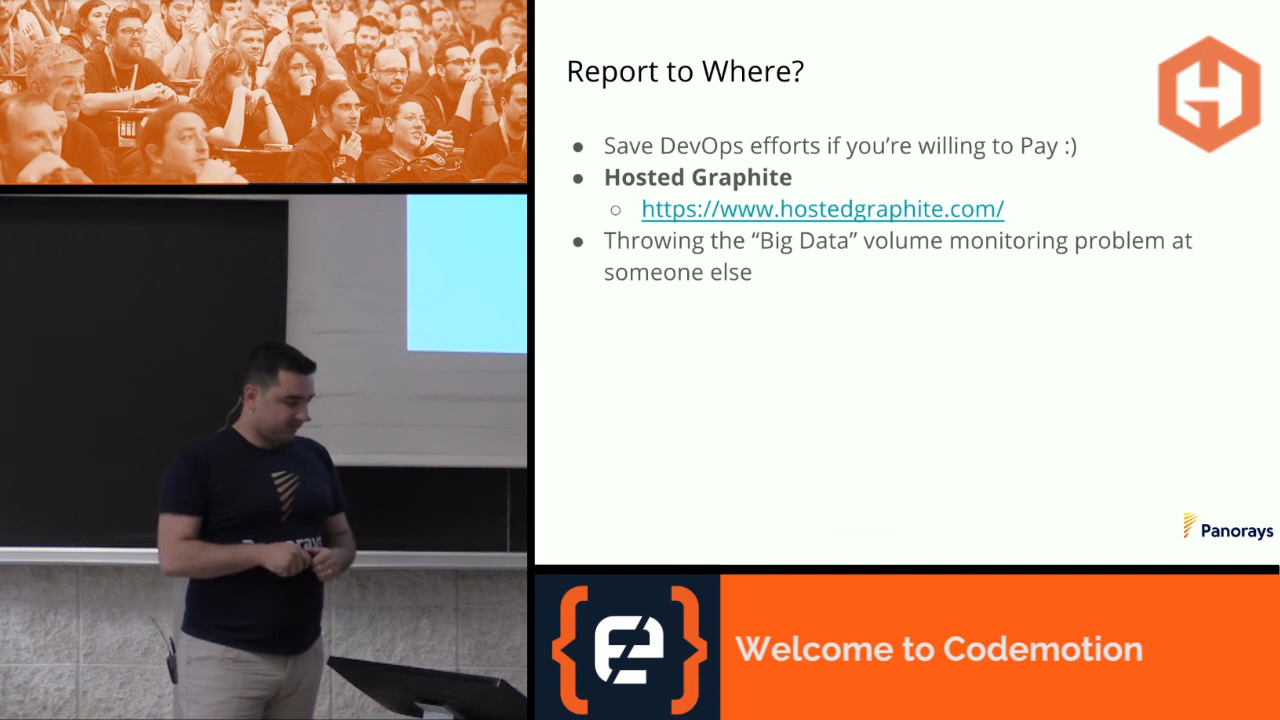 Report to Where?
● Save DevOps efforts if you’re willing to Pay :)
● Hosted Graphite
○ https://www.hostedgraphite.com/
● Throwing the “Big Data” volume monitoring problem at
someone else
Panorays
Panorays
Welcome to Codemotion